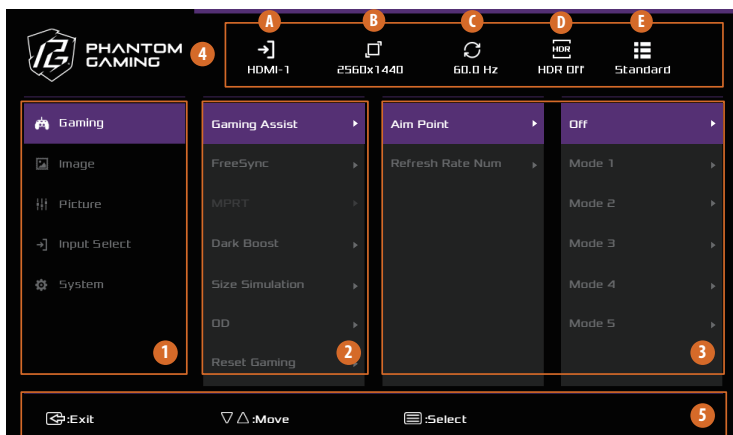 A B C D E
PHANTOM
GAMING
4
HDR
HDMI-1 2560x1440 60.0 Hz HDR Off Standard
Gaming Gaming Assist Aim Point Off
Image FreeSync Refresh Rate Num Mode 1
Picture MPRT Mode 2
Input Select Dark Boost Mode 3
System Size Simulation Mode 4
OD Mode 5
1 2 3
Reset Gaming
:Exit :Move :Select 5